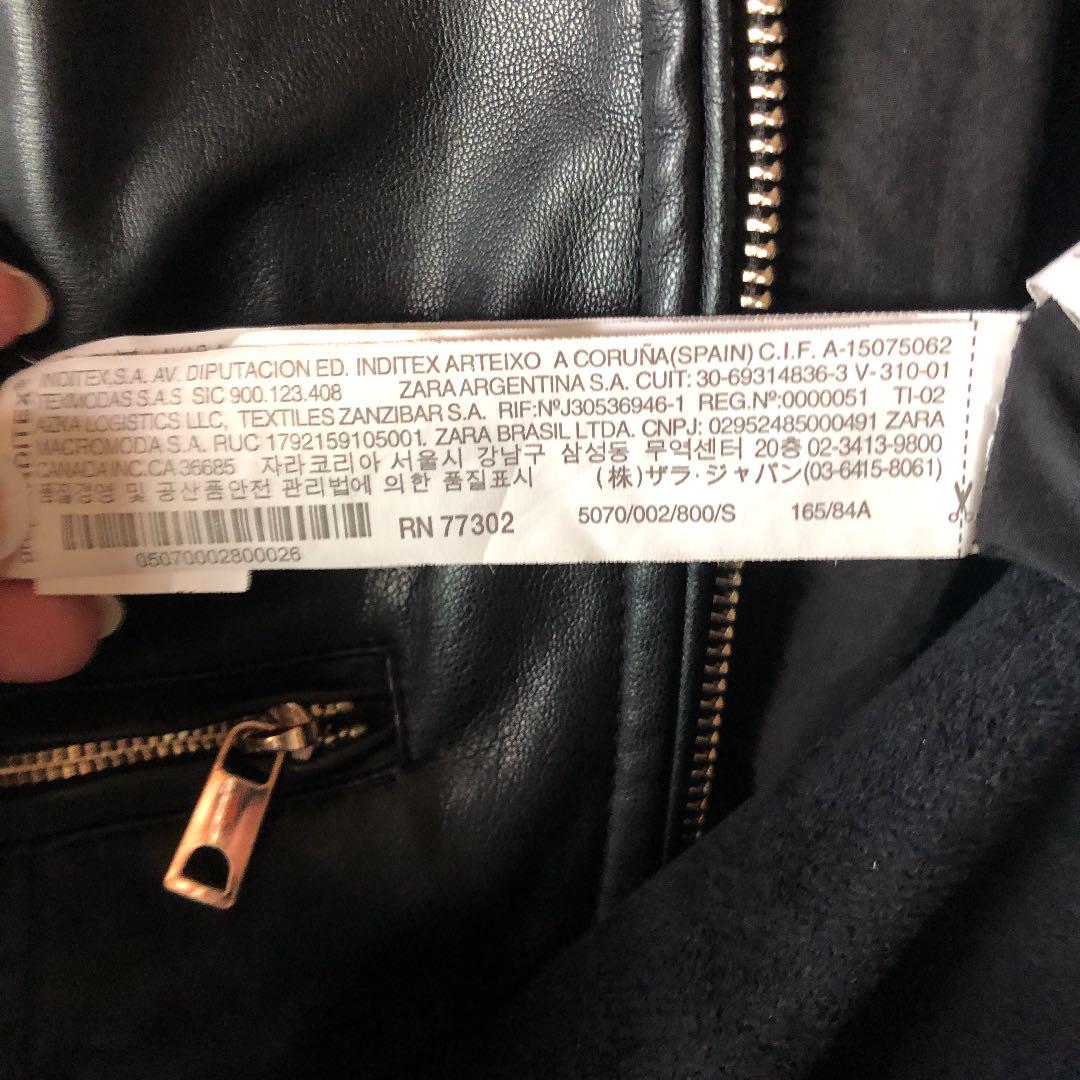 INDITEX,S.A. AV. DIPUTACION ED. INDITEX ARTEIXO A CORUÑA(SPAIN) C.I.F. A-15075062
TEXMODAS S.A.S SIC 900.123.408 ZARA ARGENTINA S.A. CUIT: 30-69314836-3 V-310-01
AZKA LOGISTICS LLC, TEXTILES ZANZIBAR S.A. RIF:NºJ30536946-1 REG.Nº:0000051 TI-02
MACROMODA S.A. RUC 1792159105001. ZARA BRASIL LTDA. CNPJ: 02952485000491 ZARA
CANADA INC. CA 36685 자라코리아 서울시 강남구 삼성동 무역센터 20층 02-3413-9800
품질경영 및 공산품안전 관리법에 의한 품질표시 (株)ザラ・ジャパン(03-6415-8061)
RN 77302 5070/002/800/S 165/84A
05070002800026